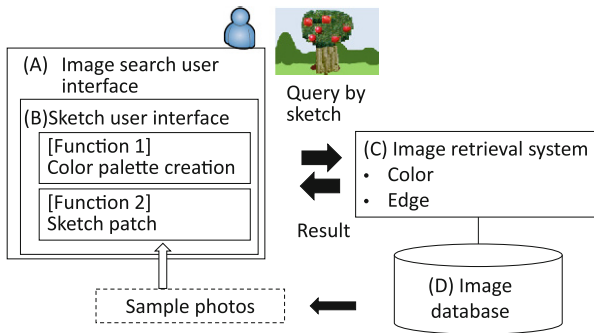 (A) Image search user
interface
(B)Sketch user interface
[Function 1]
Color palette creation
[Function 2]
Sketch patch
Query by
sketch
Result
(C) Image retrieval system
• Color
• Edge
(D) Image
database
Sample photos